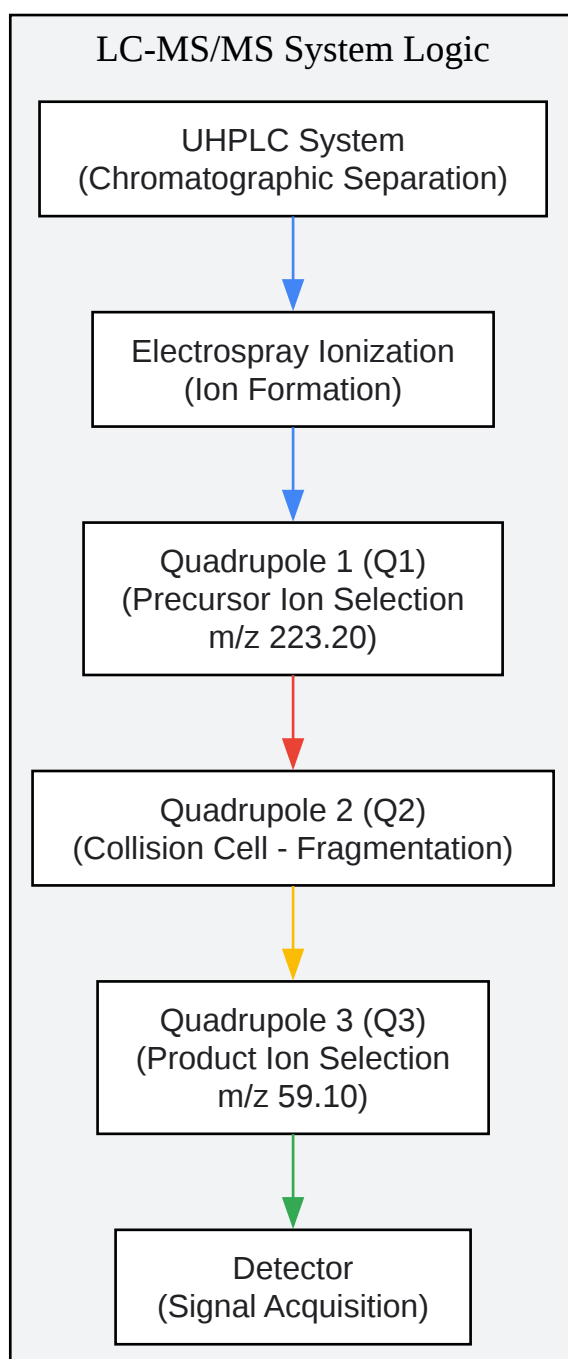 LC-MS/MS System Logic
UHPLC System
(Chromatographic Separation)
Electrospray Ionization
(Ion Formation)
Quadrupole 1 (Q1)
(Precursor Ion Selection
m/z 223.20)
Quadrupole 2 (Q2)
(Collision Cell - Fragmentation)
Quadrupole 3 (Q3)
(Product Ion Selection
m/z 59.10)
Detector
(Signal Acquisition)